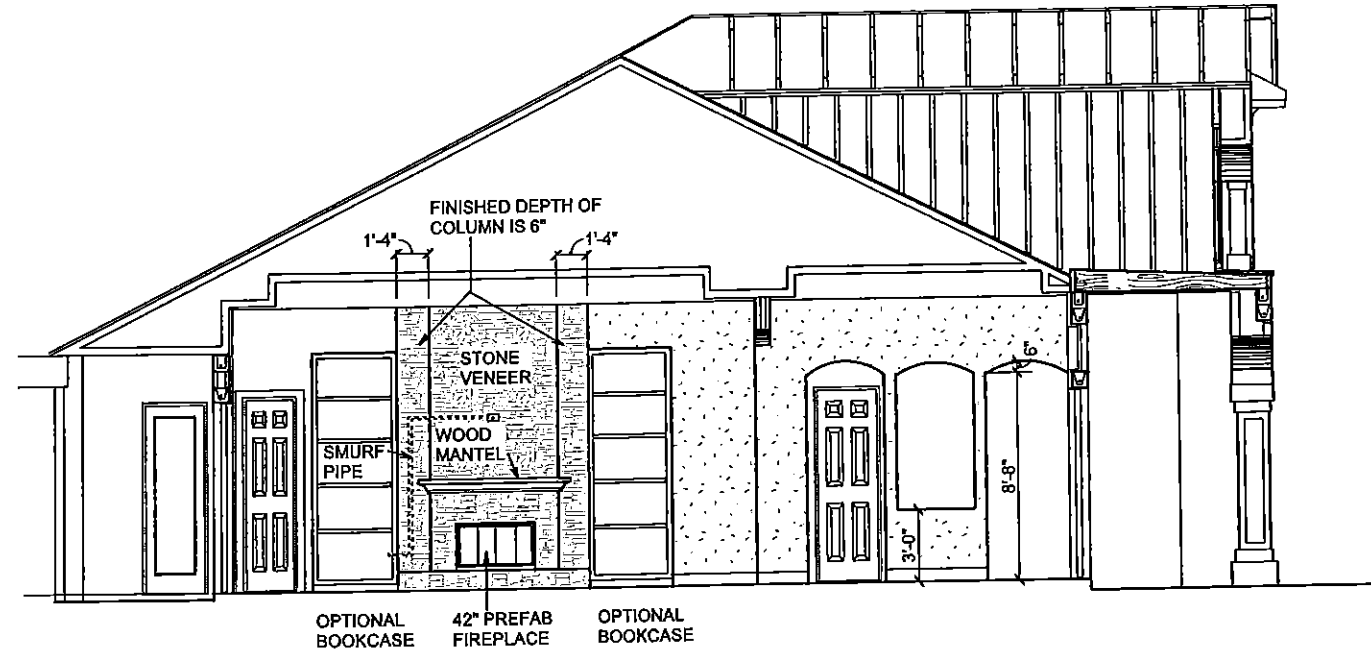 FINISHED DEPTH OF
COLUMN IS 6"
1'-4"
1'-4"
STONE
VENEER
6"
SMURF
PIPE
WOOD
MANTEL
8'-8"
3'-0"
OPTIONAL
BOOKCASE
42" PREFAB
FIREPLACE
OPTIONAL
BOOKCASE